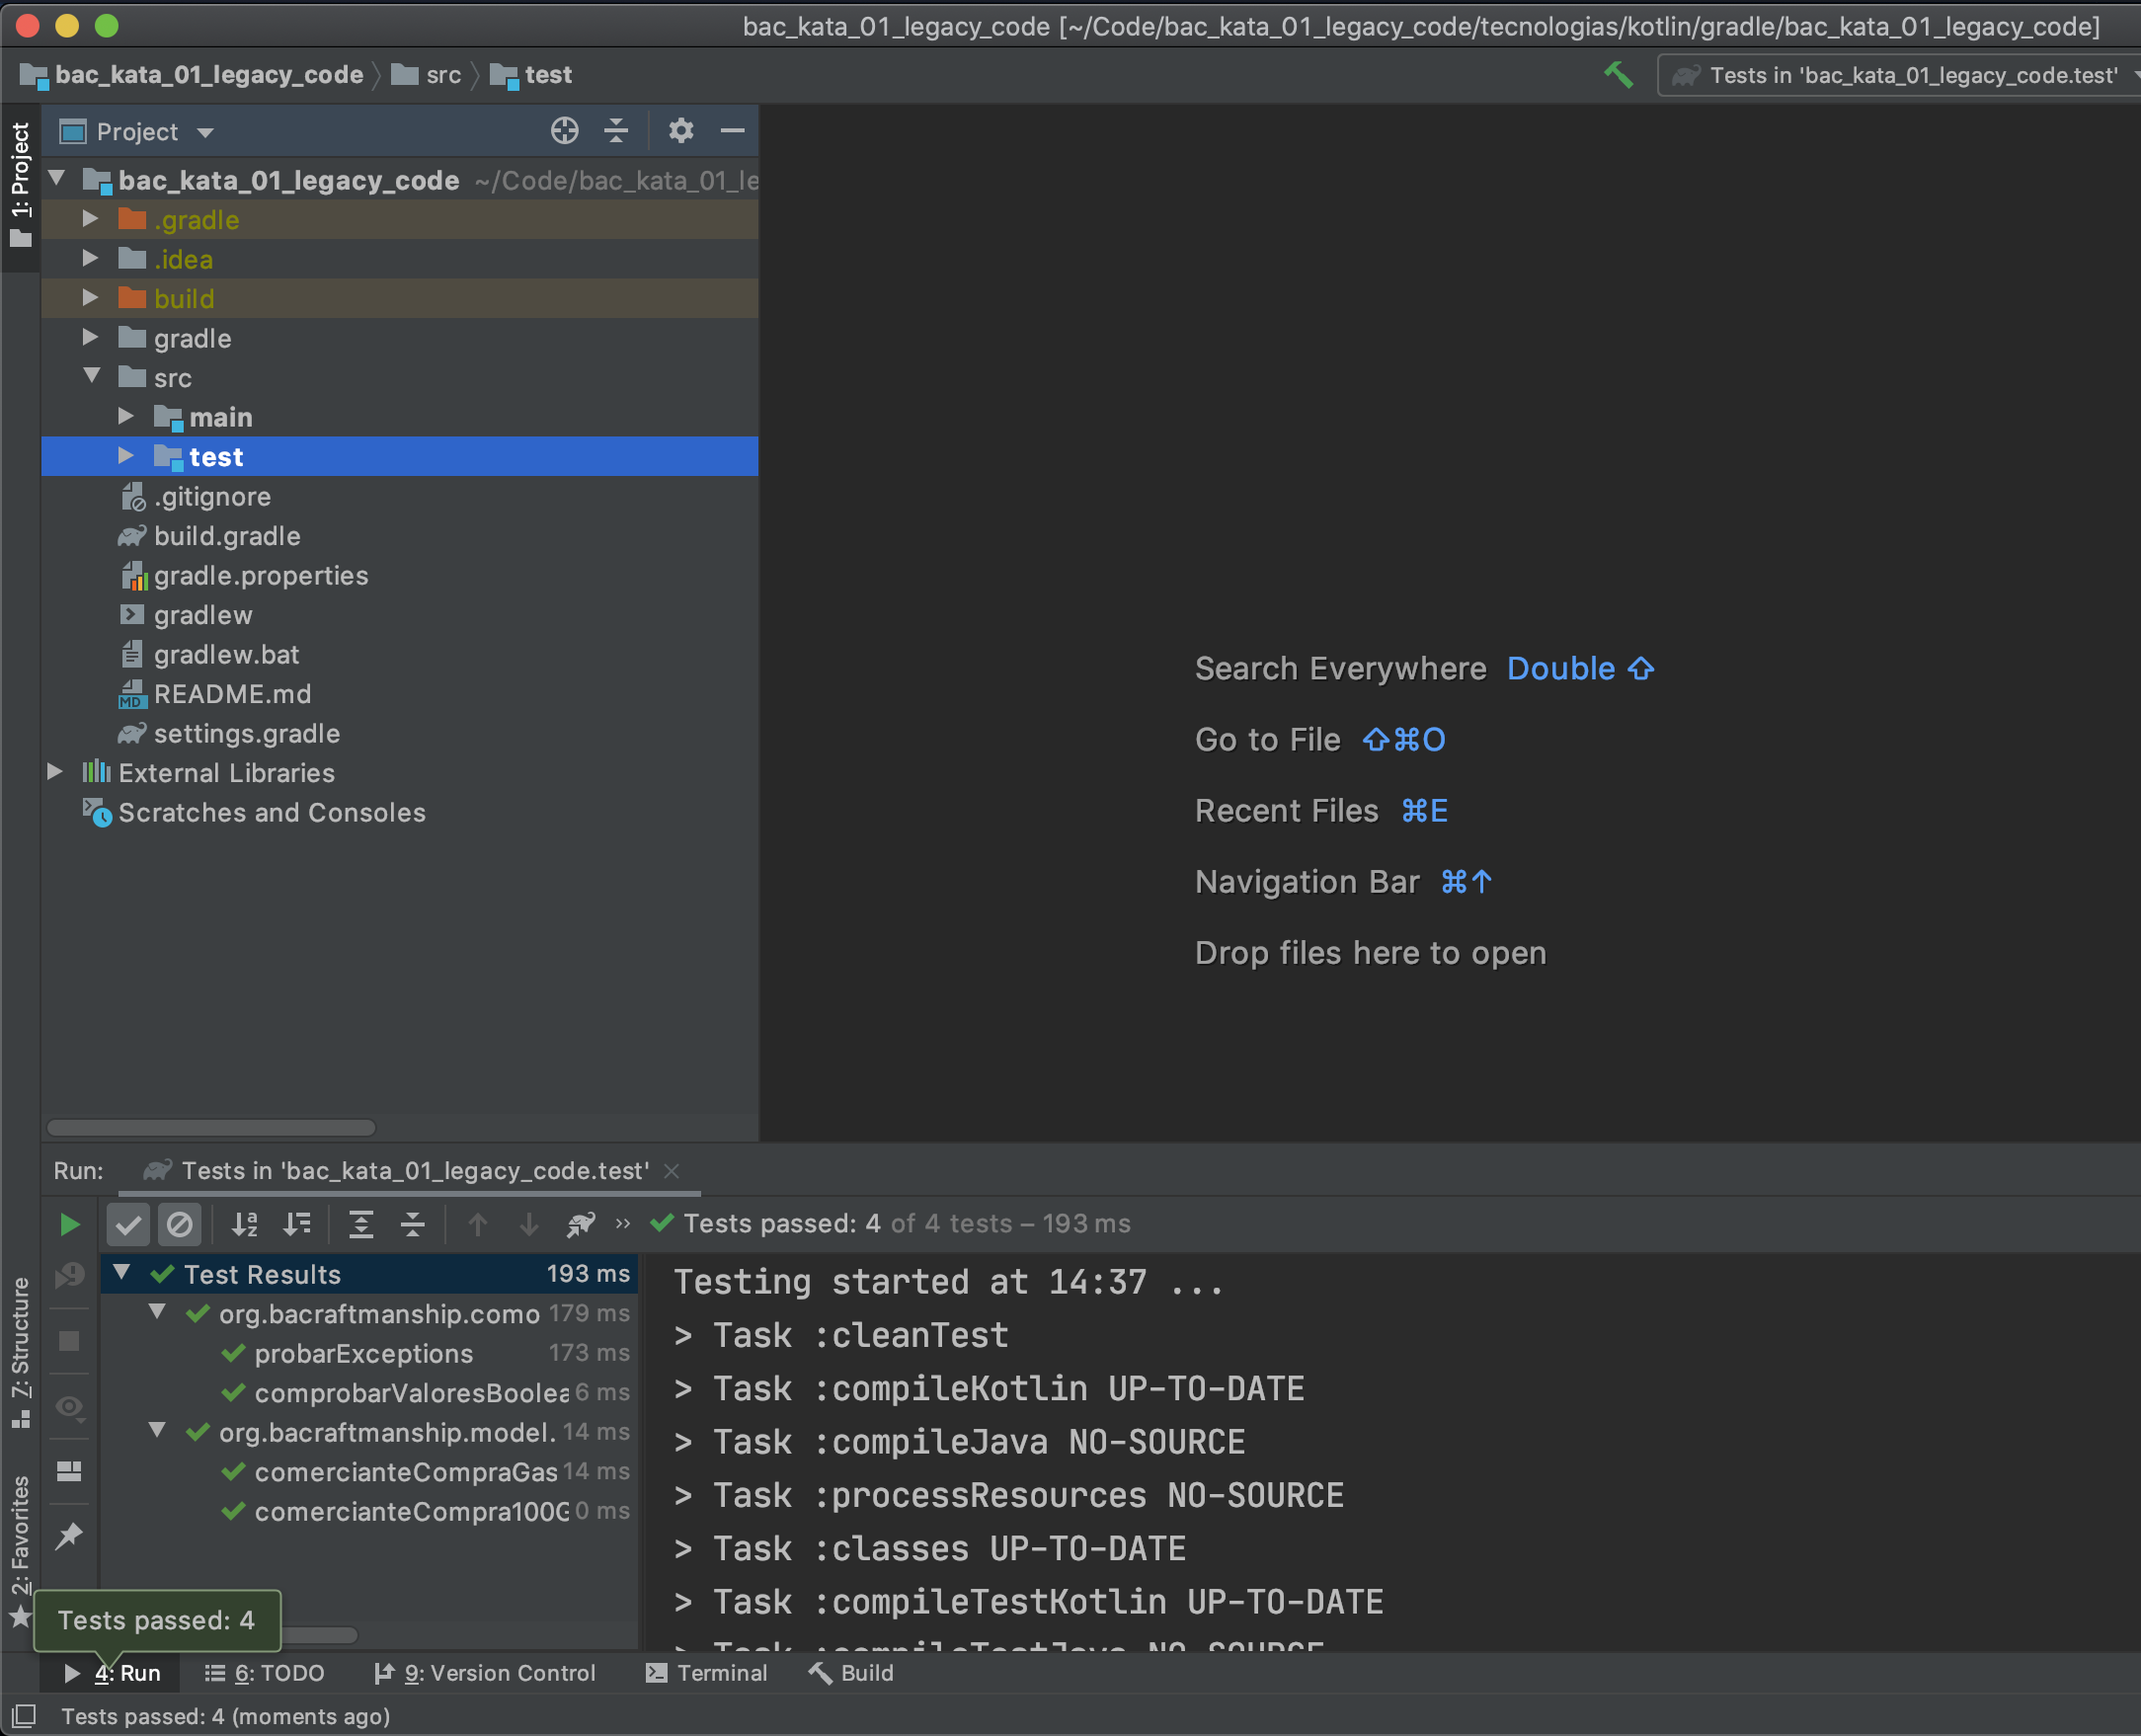 bac_kata_01_legacy_code [~/Code/bac_kata_01_legacy_code/tecnologias/kotlin/gradle/bac_kata_01_legacy_code]
bac_kata_01_legacy_code src test
Tests in 'bac_kata_01_legacy_code.test'
1: Project
Project
bac_kata_01_legacy_code ~/Code/bac_kata_01_le
.gradle
.idea
build
gradle
src
main
test
.gitignore
build.gradle
gradle.properties
gradlew
gradlew.bat
MD README.md
settings.gradle
External Libraries
Scratches and Consoles
Search Everywhere Double ⇧
Go to File ⇧⌘O
Recent Files ⌘E
Navigation Bar ⌘↑
Drop files here to open
Run: Tests in 'bac_kata_01_legacy_code.test'
Tests passed: 4 of 4 tests – 193 ms
Test Results 193 ms
org.bacraftmanship.como 179 ms
probarExceptions 173 ms
comprobarValoresBoolea 6 ms
org.bacraftmanship.model. 14 ms
comercianteCompraGas 14 ms
comercianteCompra100G 0 ms
Testing started at 14:37 ...
> Task :cleanTest
> Task :compileKotlin UP-TO-DATE
> Task :compileJava NO-SOURCE
> Task :processResources NO-SOURCE
> Task :classes UP-TO-DATE
> Task :compileTestKotlin UP-TO-DATE
> Task :compileTestJava NO-SOURCE
7: Structure
2: Favorites
Tests passed: 4
4: Run 6: TODO 9: Version Control Terminal Build
Tests passed: 4 (moments ago)